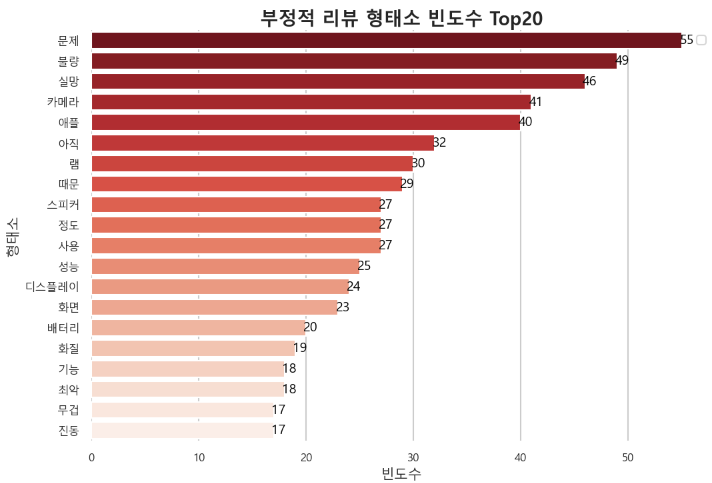 부정적 리뷰 형태소 빈도수 Top20
형태소
문제 55
불량 49
실망 46
카메라 41
애플 40
아직 32
램 30
때문 29
스피커 27
정도 27
사용 27
성능 25
디스플레이 24
화면 23
배터리 20
화질 19
기능 18
최악 18
무겁 17
진동 17
0 10 20 30 40 50
빈도수